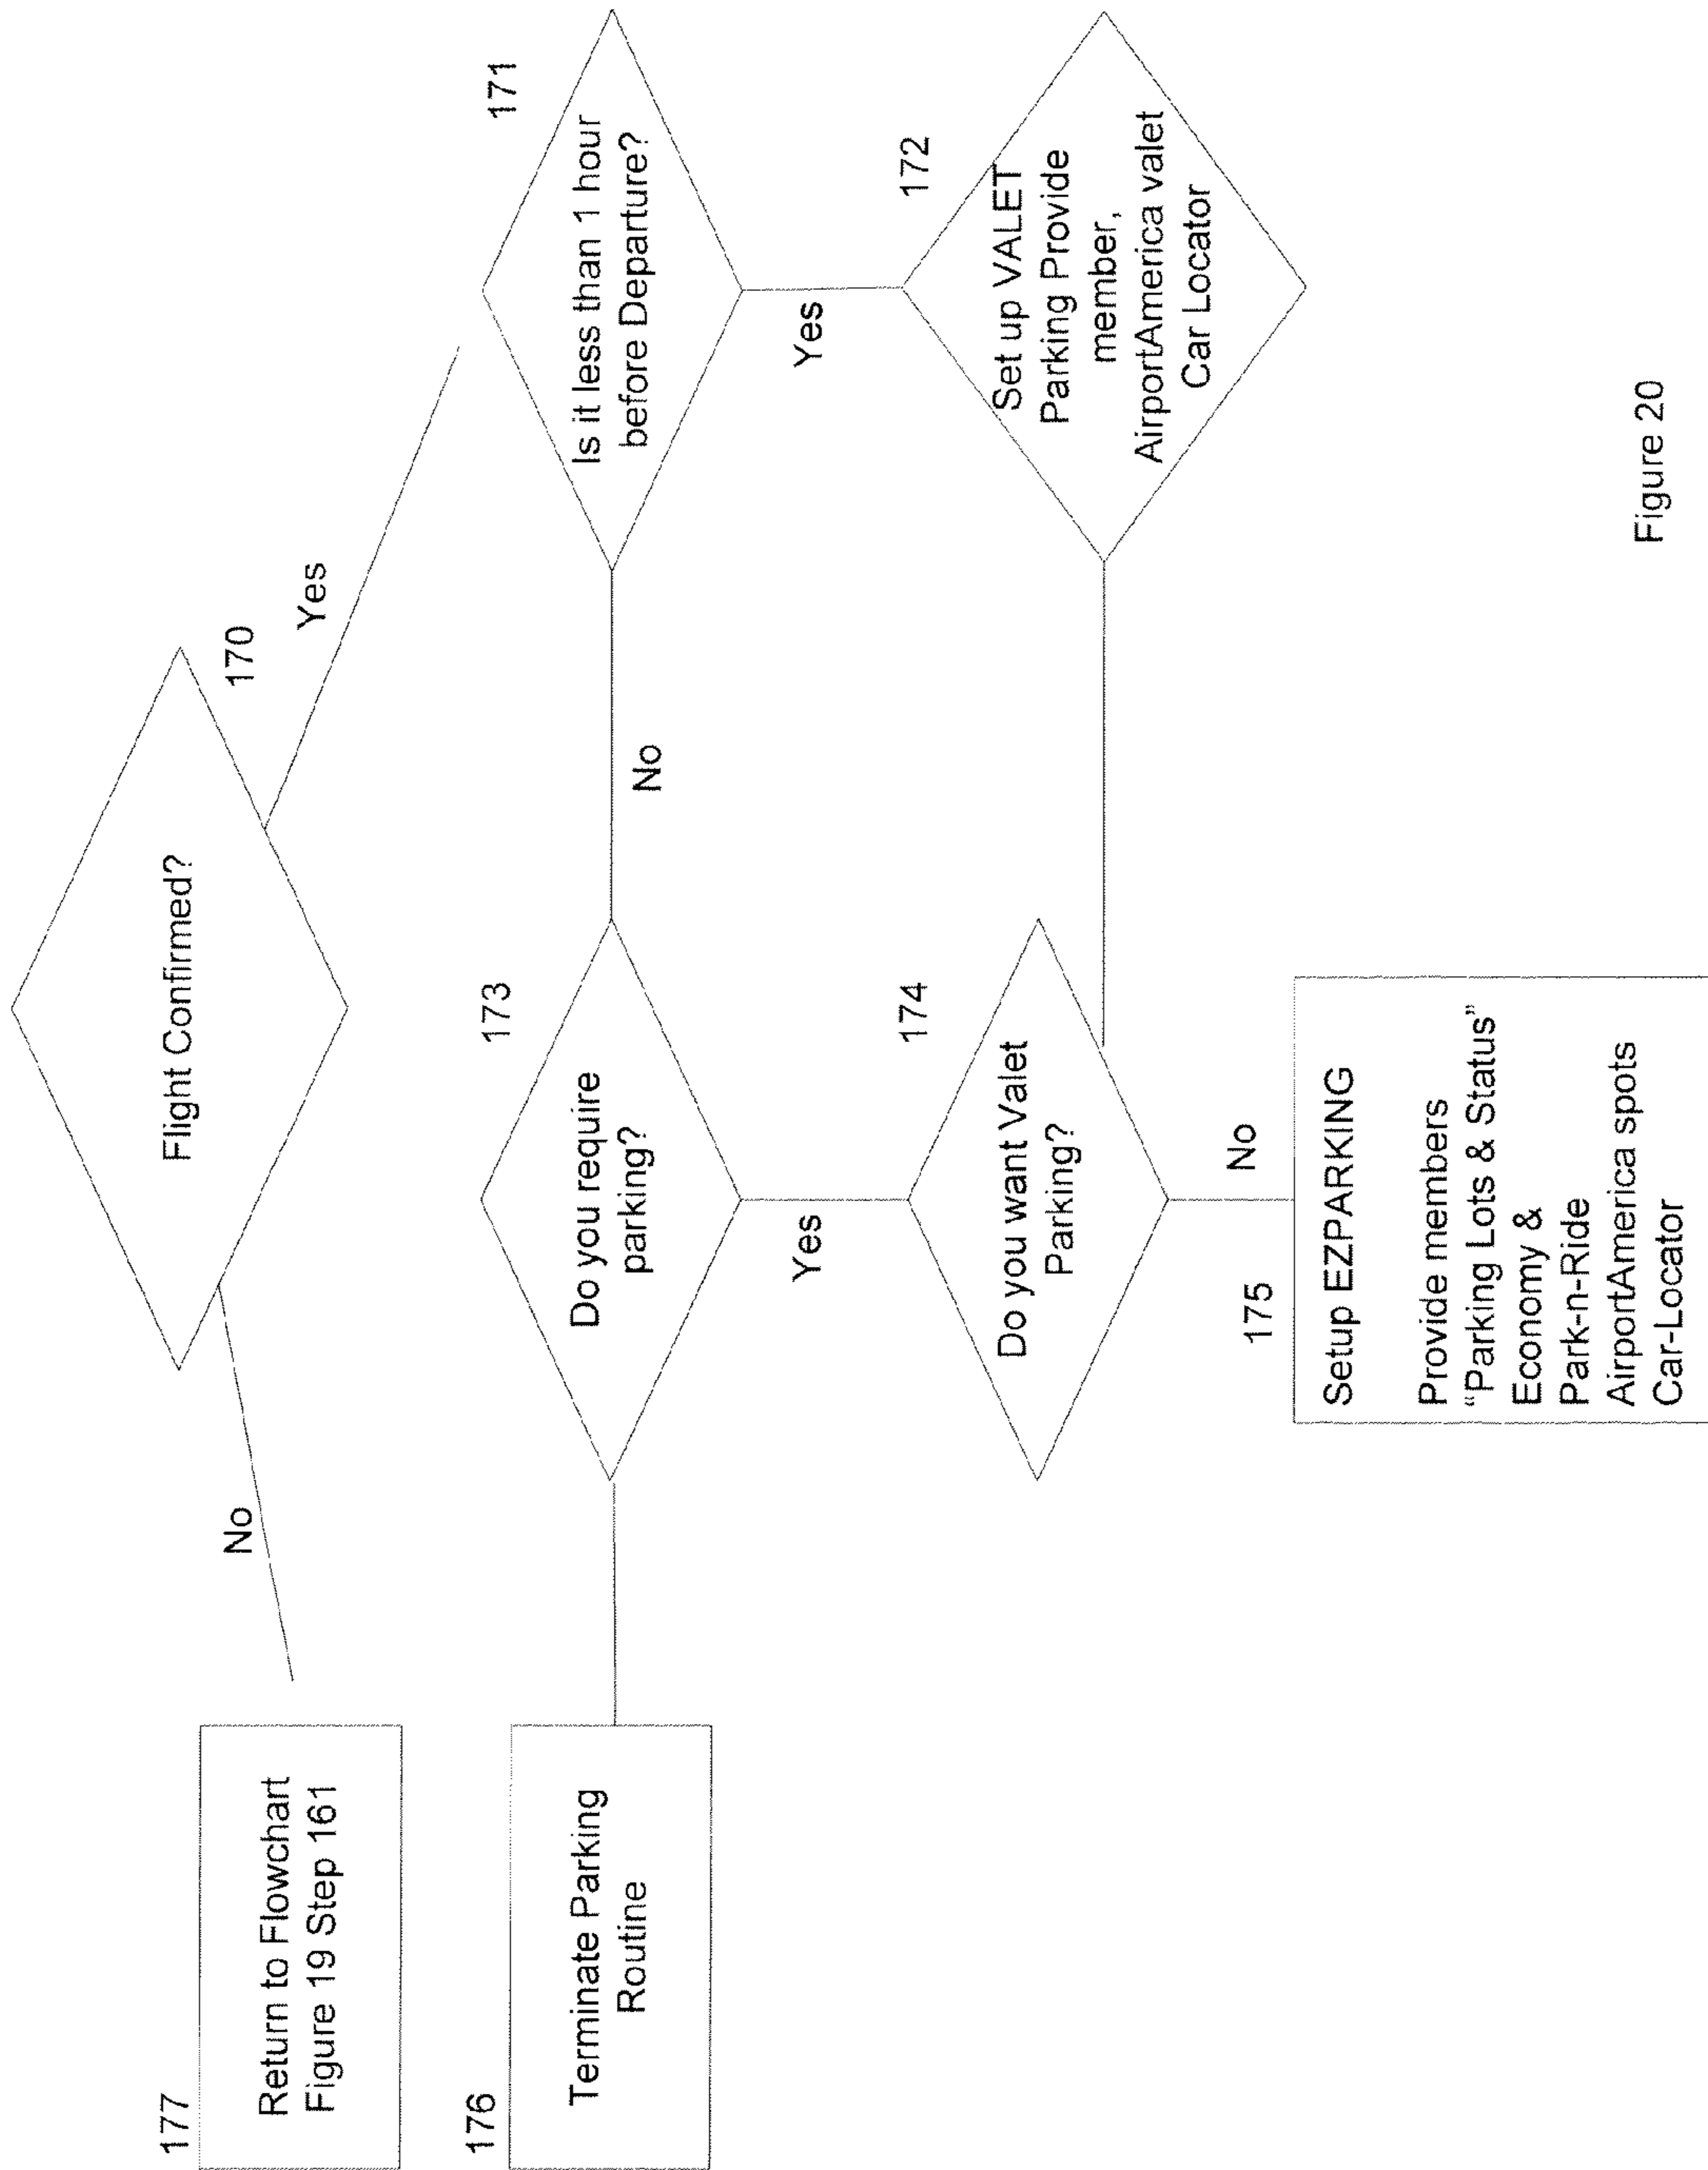 Flight Confirmed?
170
No
Yes
177
Return to Flowchart
Figure 19 Step 161
173
Do you require
parking?
No
171
Is it less than 1 hour
before Departure?
176
Terminate Parking
Routine
Yes
Yes
174
Do you want Valet
Parking?
172
Set up VALET
Parking Provide
member,
AirportAmerica valet
Car Locator
175
No
Setup EZPARKING
Provide members
“Parking Lots & Status”
Economy &
Park-n-Ride
AirportAmerica spots
Car-Locator
Figure 20